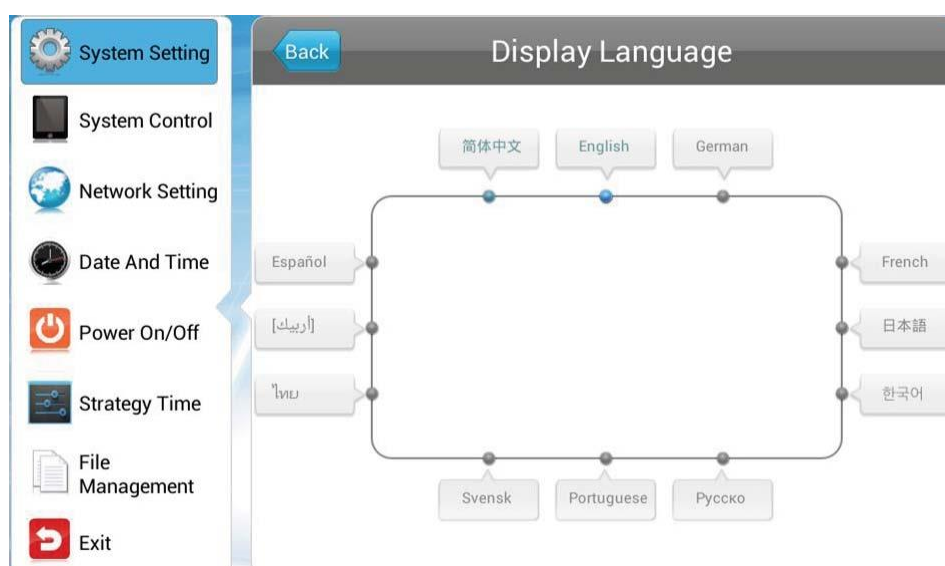 System Setting
System Control
Network Setting
Date And Time
Power On/Off
Strategy Time
File
Management
Exit
Back
Display Language
简体中文
English
German
Español
French
[أربيك]
日本語
ไทย
한국어
Svensk
Portuguese
Русско